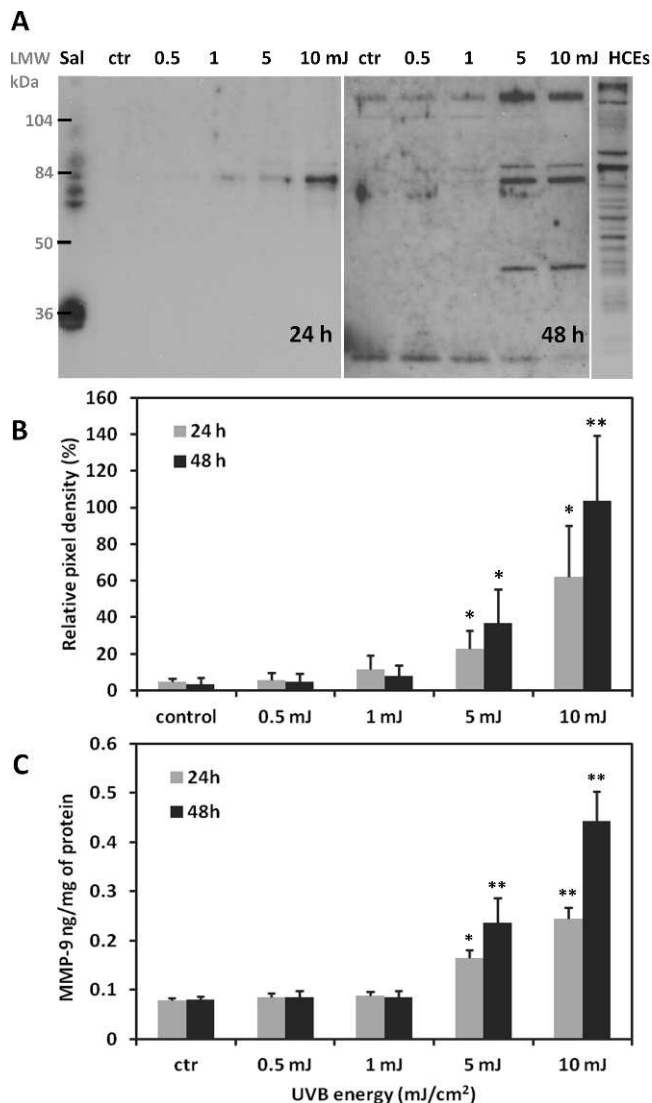 A
LMW Sal ctr 0.5 1 5 10 mJ ctr 0.5 1 5 10 mJ HCEs
kDa
104
84
50
36
24 h 48 h
B
Relative pixel density (%)
160
140
120
100
80
60
40
20
0
24 h
48 h
* * * **
control 0.5 mJ 1 mJ 5 mJ 10 mJ
C
MMP-9 ng/mg of protein
0.6
0.5
0.4
0.3
0.2
0.1
0
24h
48h
* ** ** **
ctr 0.5 mJ 1 mJ 5 mJ 10 mJ
UVB energy (mJ/cm²)